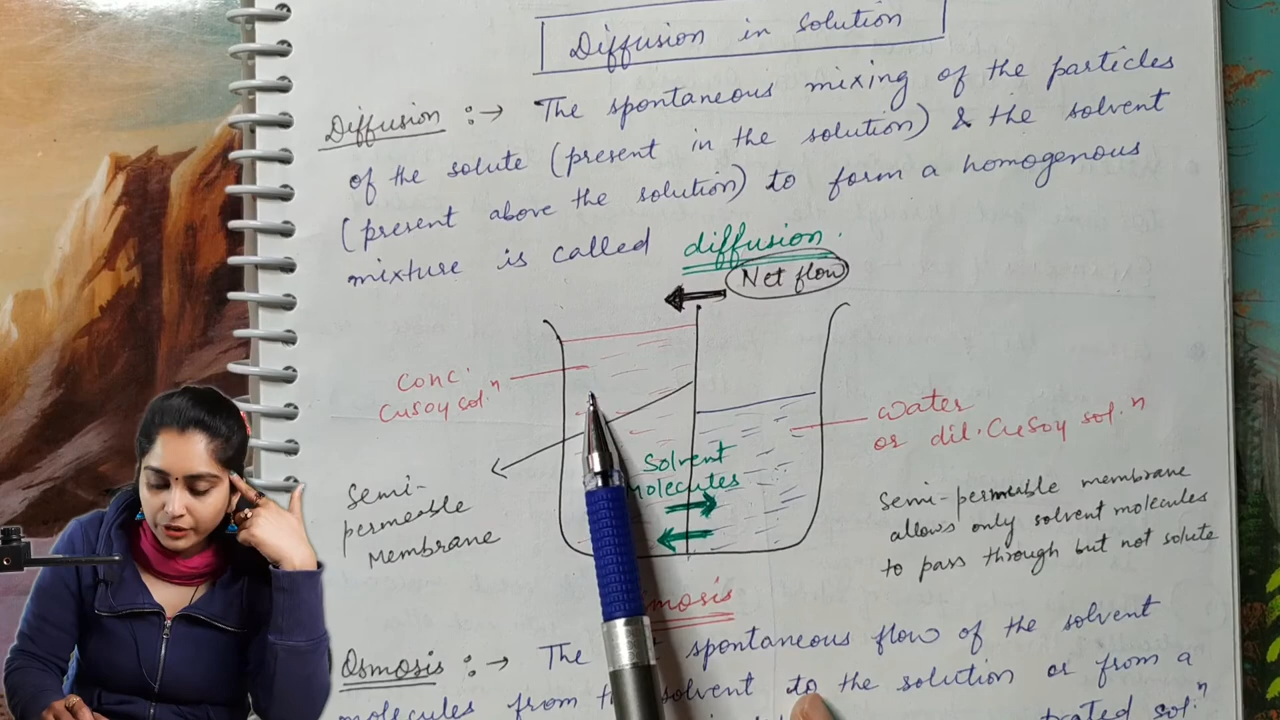 Diffusion in solution
Diffusion :→ The spontaneous mixing of the particles
of the solute (present in the solution) & the solvent
(present above the solution) to form a homogenous
mixture is called diffusion.
Net flow
Conc.
CuSO4 sol.ⁿ
Water
or dil. CuSO4 sol.ⁿ
Solvent
molecules
Semi-
permeable
Membrane
Semi-permeable membrane
allows only solvent molecules
to pass through but not solute
Osmosis :→ The spontaneous flow of the solvent
molecules from solvent to the solution or from a
sol.ⁿ